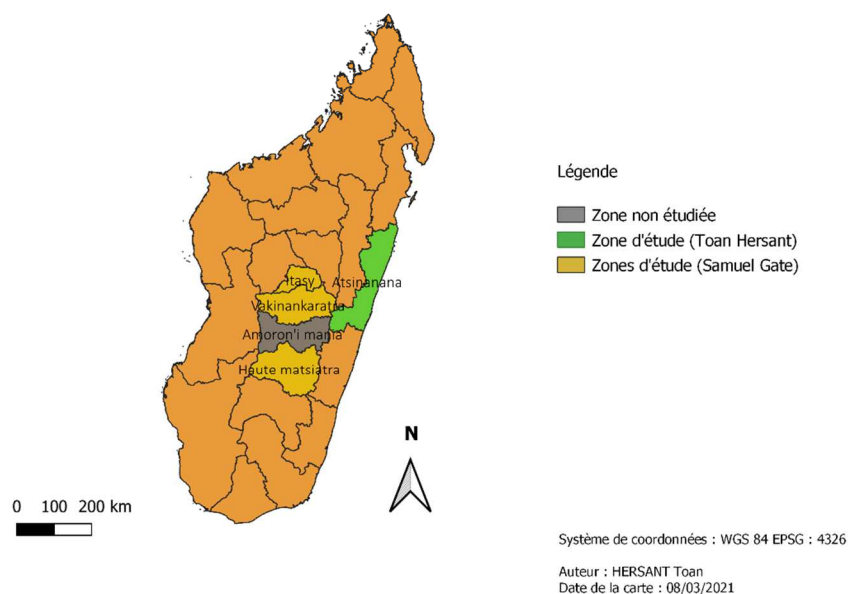 Légende
Zone non étudiée
Zone d'étude (Toan Hersant)
Zones d'étude (Samuel Gate)
Itasy
Atsinanana
Vakinankaratra
Amoron'i mania
Haute matsiatra
N
0 100 200 km
Système de coordonnées : WGS 84 EPSG : 4326
Auteur : HERSANT Toan
Date de la carte : 08/03/2021